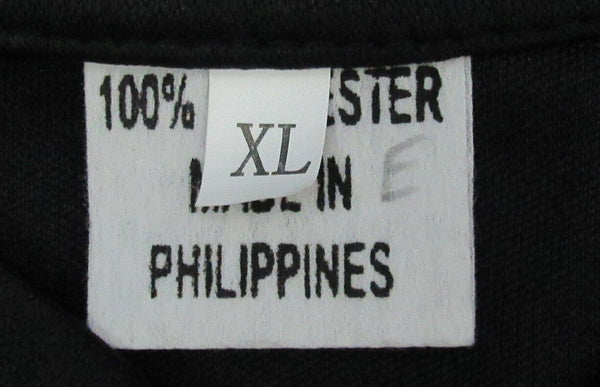 100% ESTER
XL
MADE IN E
PHILIPPINES